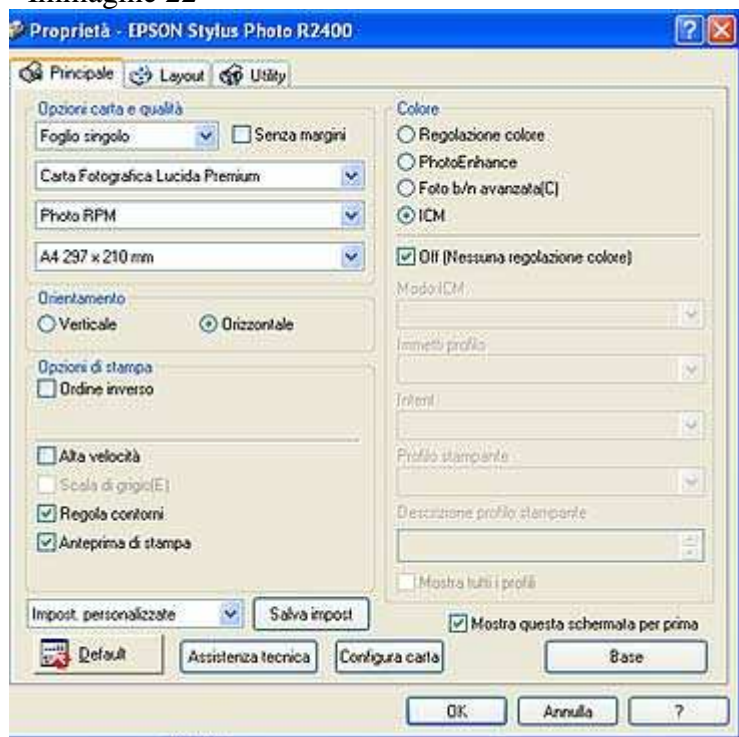 Immagine 22
Proprietà - EPSON Stylus Photo R2400
Principale Layout Utility
Opzioni carta e qualità
Foglio singolo Senza margini
Carta Fotografica Lucida Premium
Photo RPM
A4 297 x 210 mm
Orientamento
Verticale Orizzontale
Opzioni di stampa
Ordine inverso
Alta velocità
Scala di grigio(E)
Regola contorni
Anteprima di stampa
Colore
Regolazione colore
PhotoEnhance
Foto b/n avanzata(C)
ICM
Off (Nessuna regolazione colore)
Modo ICM
Immetti profilo
Intent
Profilo stampante
Descrizione profilo stampante
Mostra tutti i profili
Impost. personalizzate Salva impost Mostra questa schermata per prima
Default Assistenza tecnica Configura carta Base
OK Annulla ?